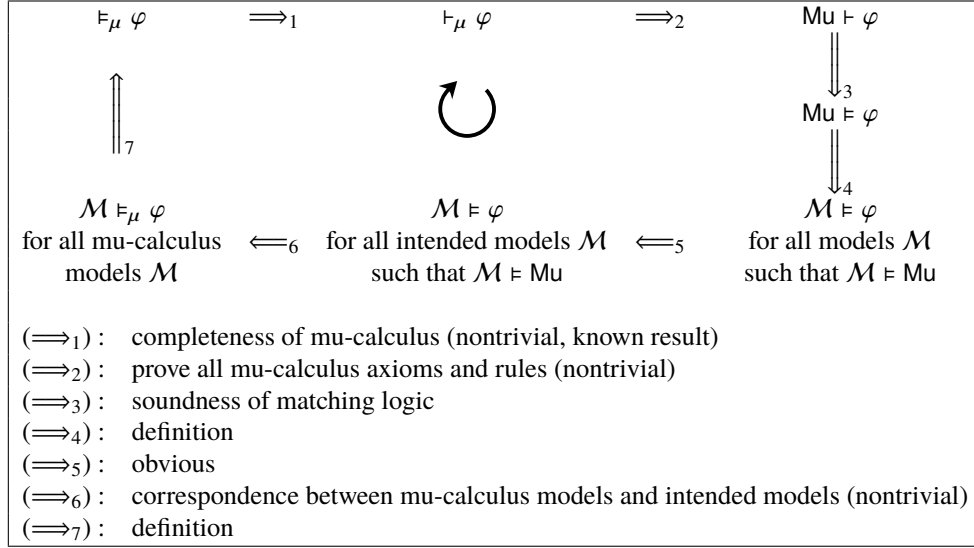 ⊨μ φ ⟹1 ⊢μ φ ⟹2 Mu ⊢ φ
⇓3
Mu ⊨ φ
⇑7 ⇓4
ℳ ⊨μ φ ℳ ⊨ φ ℳ ⊨ φ
for all mu-calculus ⟸6 for all intended models ℳ ⟸5 for all models ℳ
models ℳ such that ℳ ⊨ Mu such that ℳ ⊨ Mu
(⟹1) : completeness of mu-calculus (nontrivial, known result)
(⟹2) : prove all mu-calculus axioms and rules (nontrivial)
(⟹3) : soundness of matching logic
(⟹4) : definition
(⟹5) : obvious
(⟹6) : correspondence between mu-calculus models and intended models (nontrivial)
(⟹7) : definition